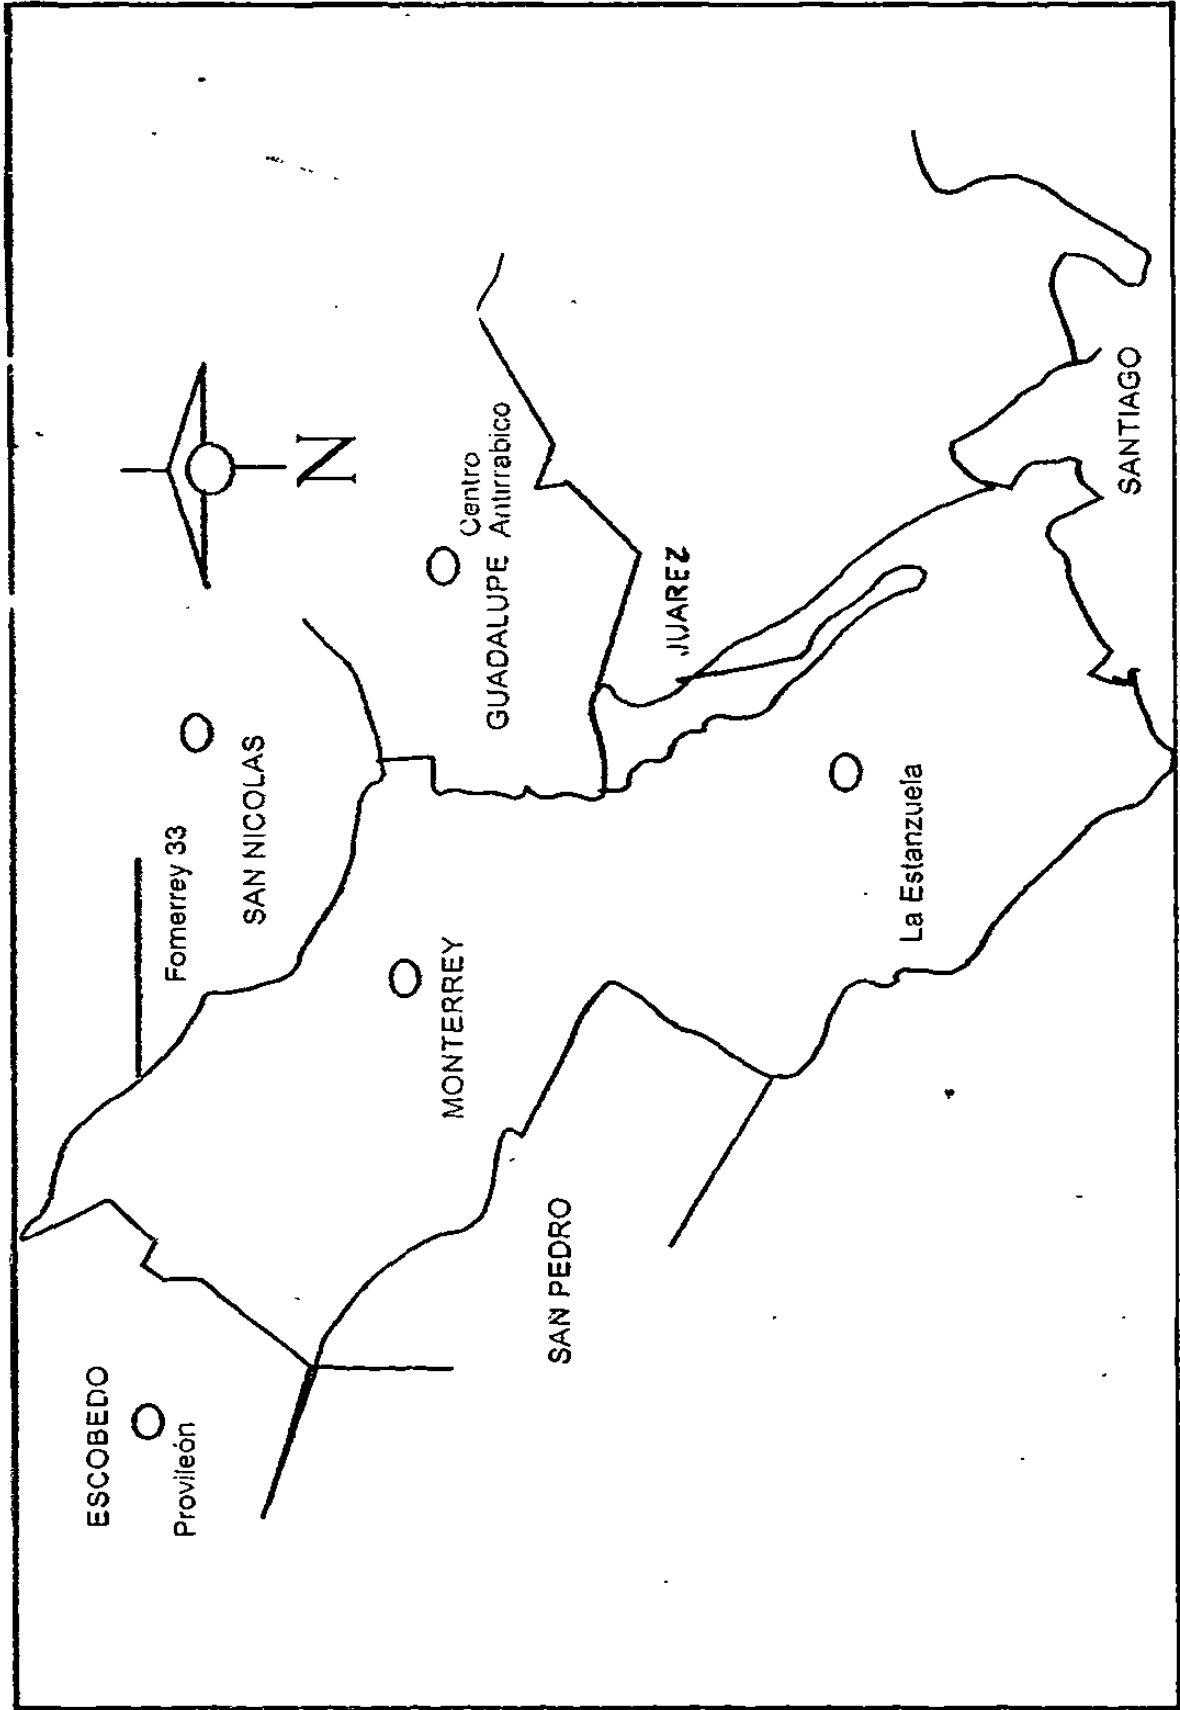 ESCOBEDO
Provileón
Fomerrey 33
SAN NICOLAS
N
Centro
GUADALUPE Antirrabico
MONTERREY
SAN PEDRO
JUAREZ
La Estanzuela
SANTIAGO